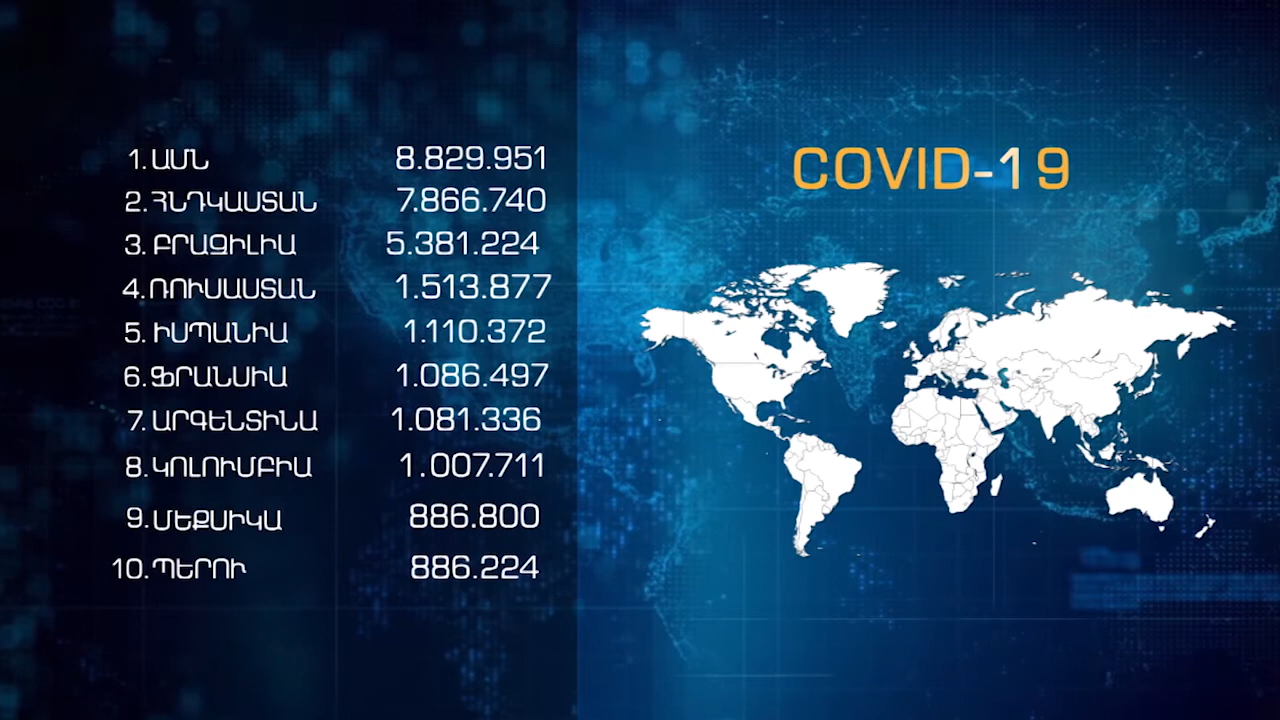 1. ԱՄՆ 8.829.951
2. ՀՆԴԿԱՍՏԱՆ 7.866.740
3. ԲՐԱԶԻԼԻԱ 5.381.224
4. ՌՈՒՍԱՍՏԱՆ 1.513.877
5. ԻՍՊԱՆԻԱ 1.110.372
6. ՖՐԱՆՍԻԱ 1.086.497
7. ԱՐԳԵՆՏԻՆԱ 1.081.336
8. ԿՈԼՈՒՄԲԻԱ 1.007.711
9. ՄԵՔՍԻԿԱ 886.800
10. ՊԵՐՈՒ 886.224
COVID-19